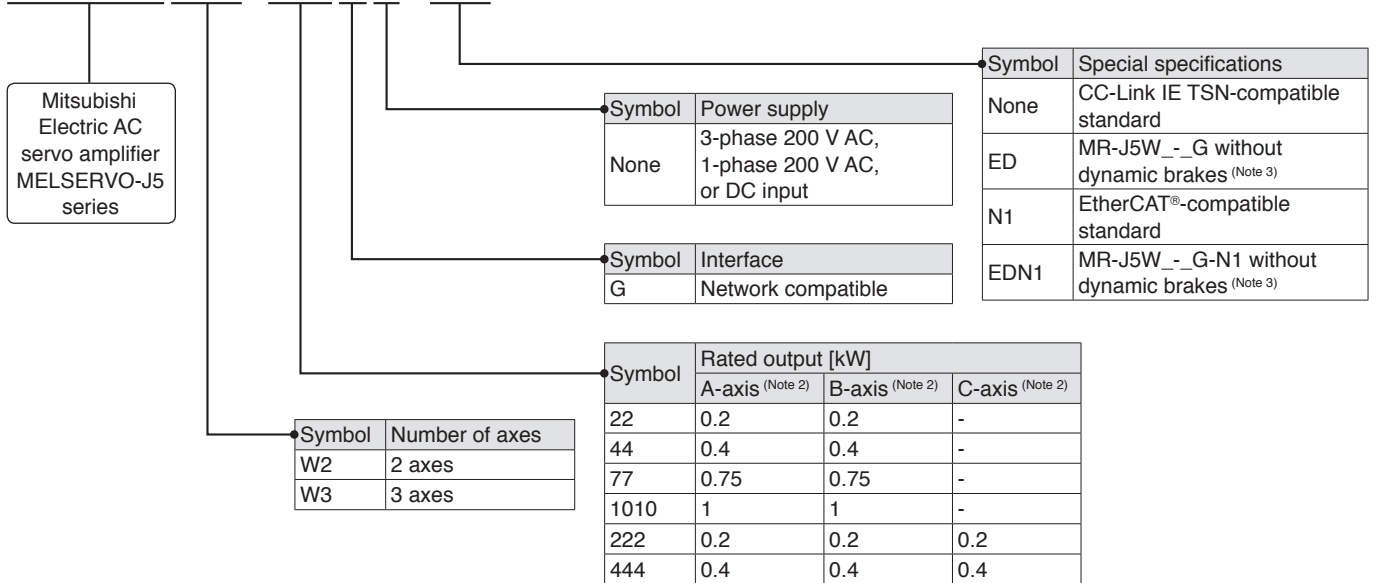 Mitsubishi
Electric AC
servo amplifier
MELSERVO-J5
series
Symbol Special specifications
None CC-Link IE TSN-compatible
standard
ED MR-J5W_-_G without
dynamic brakes (Note 3)
N1 EtherCAT®-compatible
standard
EDN1 MR-J5W_-_G-N1 without
dynamic brakes (Note 3)
Symbol Power supply
None 3-phase 200 V AC,
1-phase 200 V AC,
or DC input
Symbol Interface
G Network compatible
Symbol Rated output [kW]
A-axis (Note 2) B-axis (Note 2) C-axis (Note 2)
22 0.2 0.2 -
44 0.4 0.4 -
77 0.75 0.75 -
1010 1 1 -
222 0.2 0.2 0.2
444 0.4 0.4 0.4
Symbol Number of axes
W2 2 axes
W3 3 axes